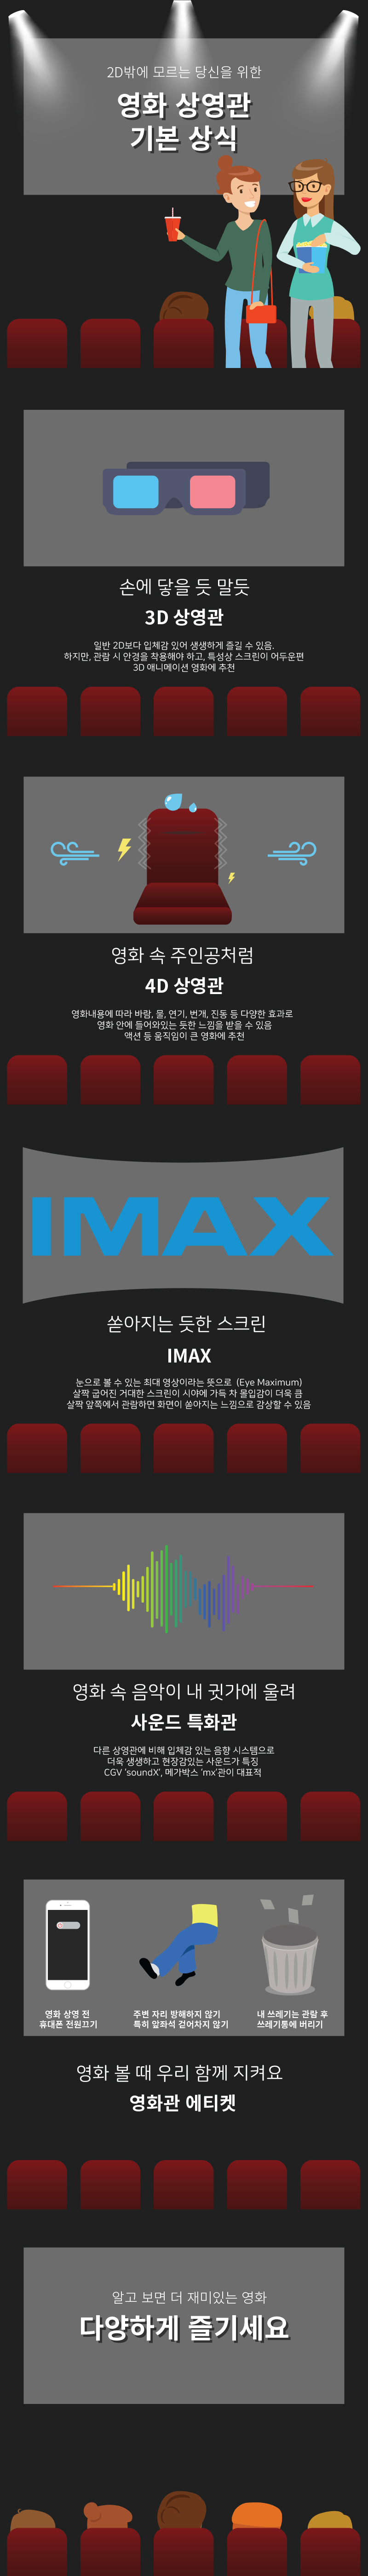 2D밖에 모르는 당신을 위한
영화 상영관
기본 상식
손에 닿을 듯 말듯
3D 상영관
일반 2D보다 입체감 있어 생생하게 즐길 수 있음.
하지만, 관람 시 안경을 착용해야 하고, 특성상 스크린이 어두운편
3D 애니메이션 영화에 추천
영화 속 주인공처럼
4D 상영관
영화내용에 따라 바람, 물, 연기, 번개, 진동 등 다양한 효과로
영화 안에 들어와있는 듯한 느낌을 받을 수 있음
액션 등 움직임이 큰 영화에 추천
IMAX
쏟아지는 듯한 스크린
IMAX
눈으로 볼 수 있는 최대 영상이라는 뜻으로 (Eye Maximum)
살짝 굽어진 거대한 스크린이 시야에 가득 차 몰입감이 더욱 큼
살짝 앞쪽에서 관람하면 화면이 쏟아지는 느낌으로 감상할 수 있음
영화 속 음악이 내 귓가에 울려
사운드 특화관
다른 상영관에 비해 입체감 있는 음향 시스템으로
더욱 생생하고 현장감있는 사운드가 특징
CGV 'soundX', 메가박스 'mx'관이 대표적
영화 상영 전
휴대폰 전원끄기
주변 자리 방해하지 않기
특히 앞좌석 걷어차지 않기
내 쓰레기는 관람 후
쓰레기통에 버리기
영화 볼 때 우리 함께 지켜요
영화관 에티켓
알고 보면 더 재미있는 영화
다양하게 즐기세요